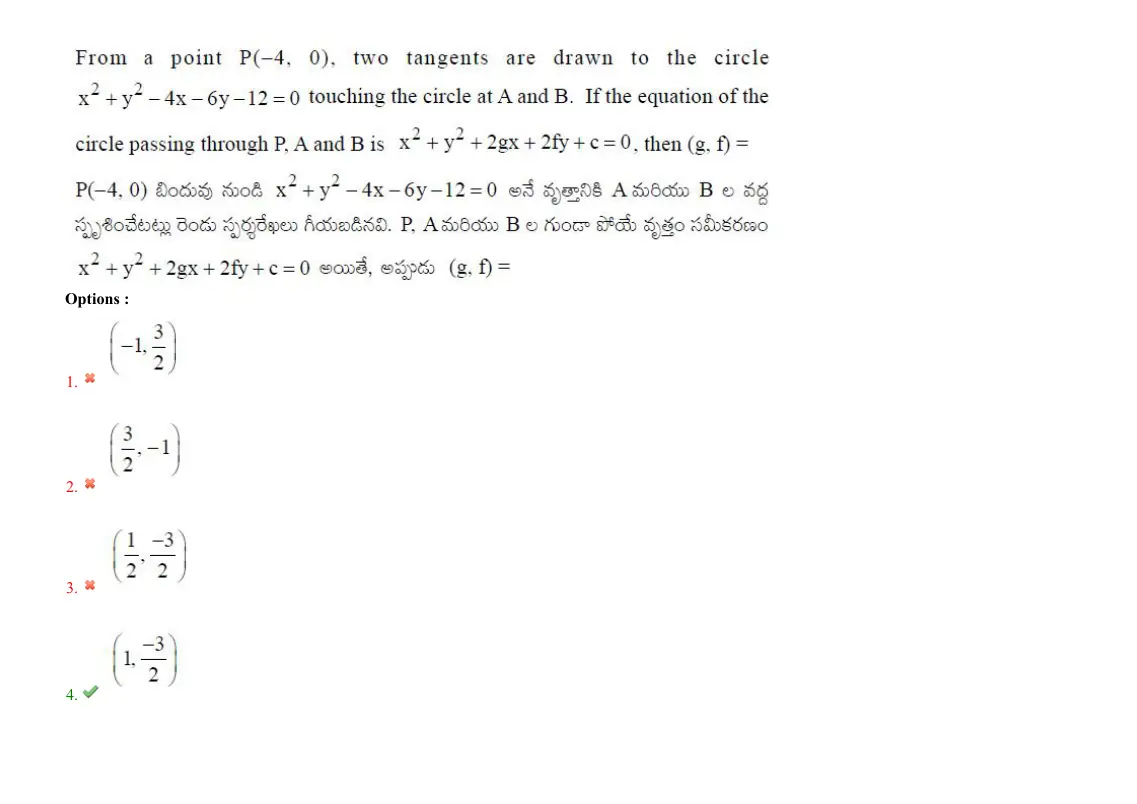 From a point P(−4, 0), two tangents are drawn to the circle
x² + y² − 4x − 6y − 12 = 0 touching the circle at A and B. If the equation of the
circle passing through P, A and B is x² + y² + 2gx + 2fy + c = 0, then (g, f) =
P(−4, 0) బిందువు నుండి x² + y² − 4x − 6y − 12 = 0 అనే వృత్తానికి A మరియు B ల వద్ద
స్పృశించేటట్లు రెండు స్పర్శరేఖలు గీయబడినవి. P, A మరియు B ల గుండా పోయే వృత్తం సమీకరణం
x² + y² + 2gx + 2fy + c = 0 అయితే, అప్పుడు (g, f) =
Options :
1. ✖ (−1, 3/2)
2. ✖ (3/2, −1)
3. ✖ (1/2, −3/2)
4. ✔ (1, −3/2)